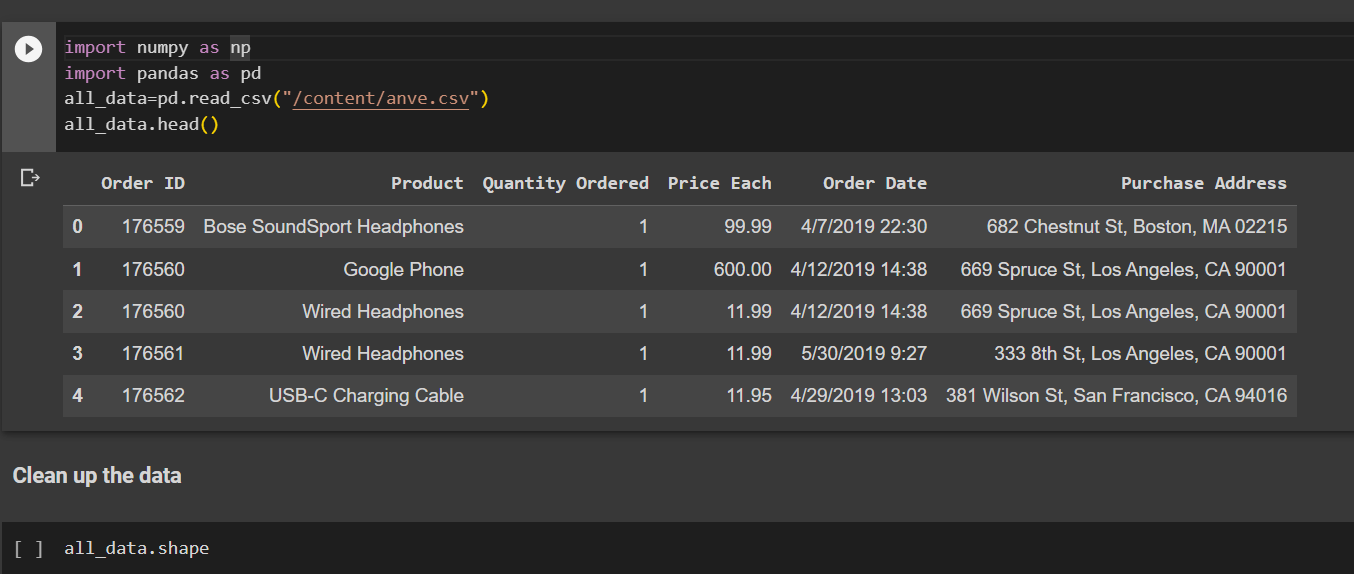 import numpy as np
import pandas as pd
all_data=pd.read_csv("/content/anve.csv")
all_data.head()
Order ID Product Quantity Ordered Price Each Order Date Purchase Address
0 176559 Bose SoundSport Headphones 1 99.99 4/7/2019 22:30 682 Chestnut St, Boston, MA 02215
1 176560 Google Phone 1 600.00 4/12/2019 14:38 669 Spruce St, Los Angeles, CA 90001
2 176560 Wired Headphones 1 11.99 4/12/2019 14:38 669 Spruce St, Los Angeles, CA 90001
3 176561 Wired Headphones 1 11.99 5/30/2019 9:27 333 8th St, Los Angeles, CA 90001
4 176562 USB-C Charging Cable 1 11.95 4/29/2019 13:03 381 Wilson St, San Francisco, CA 94016
Clean up the data
[ ] all_data.shape